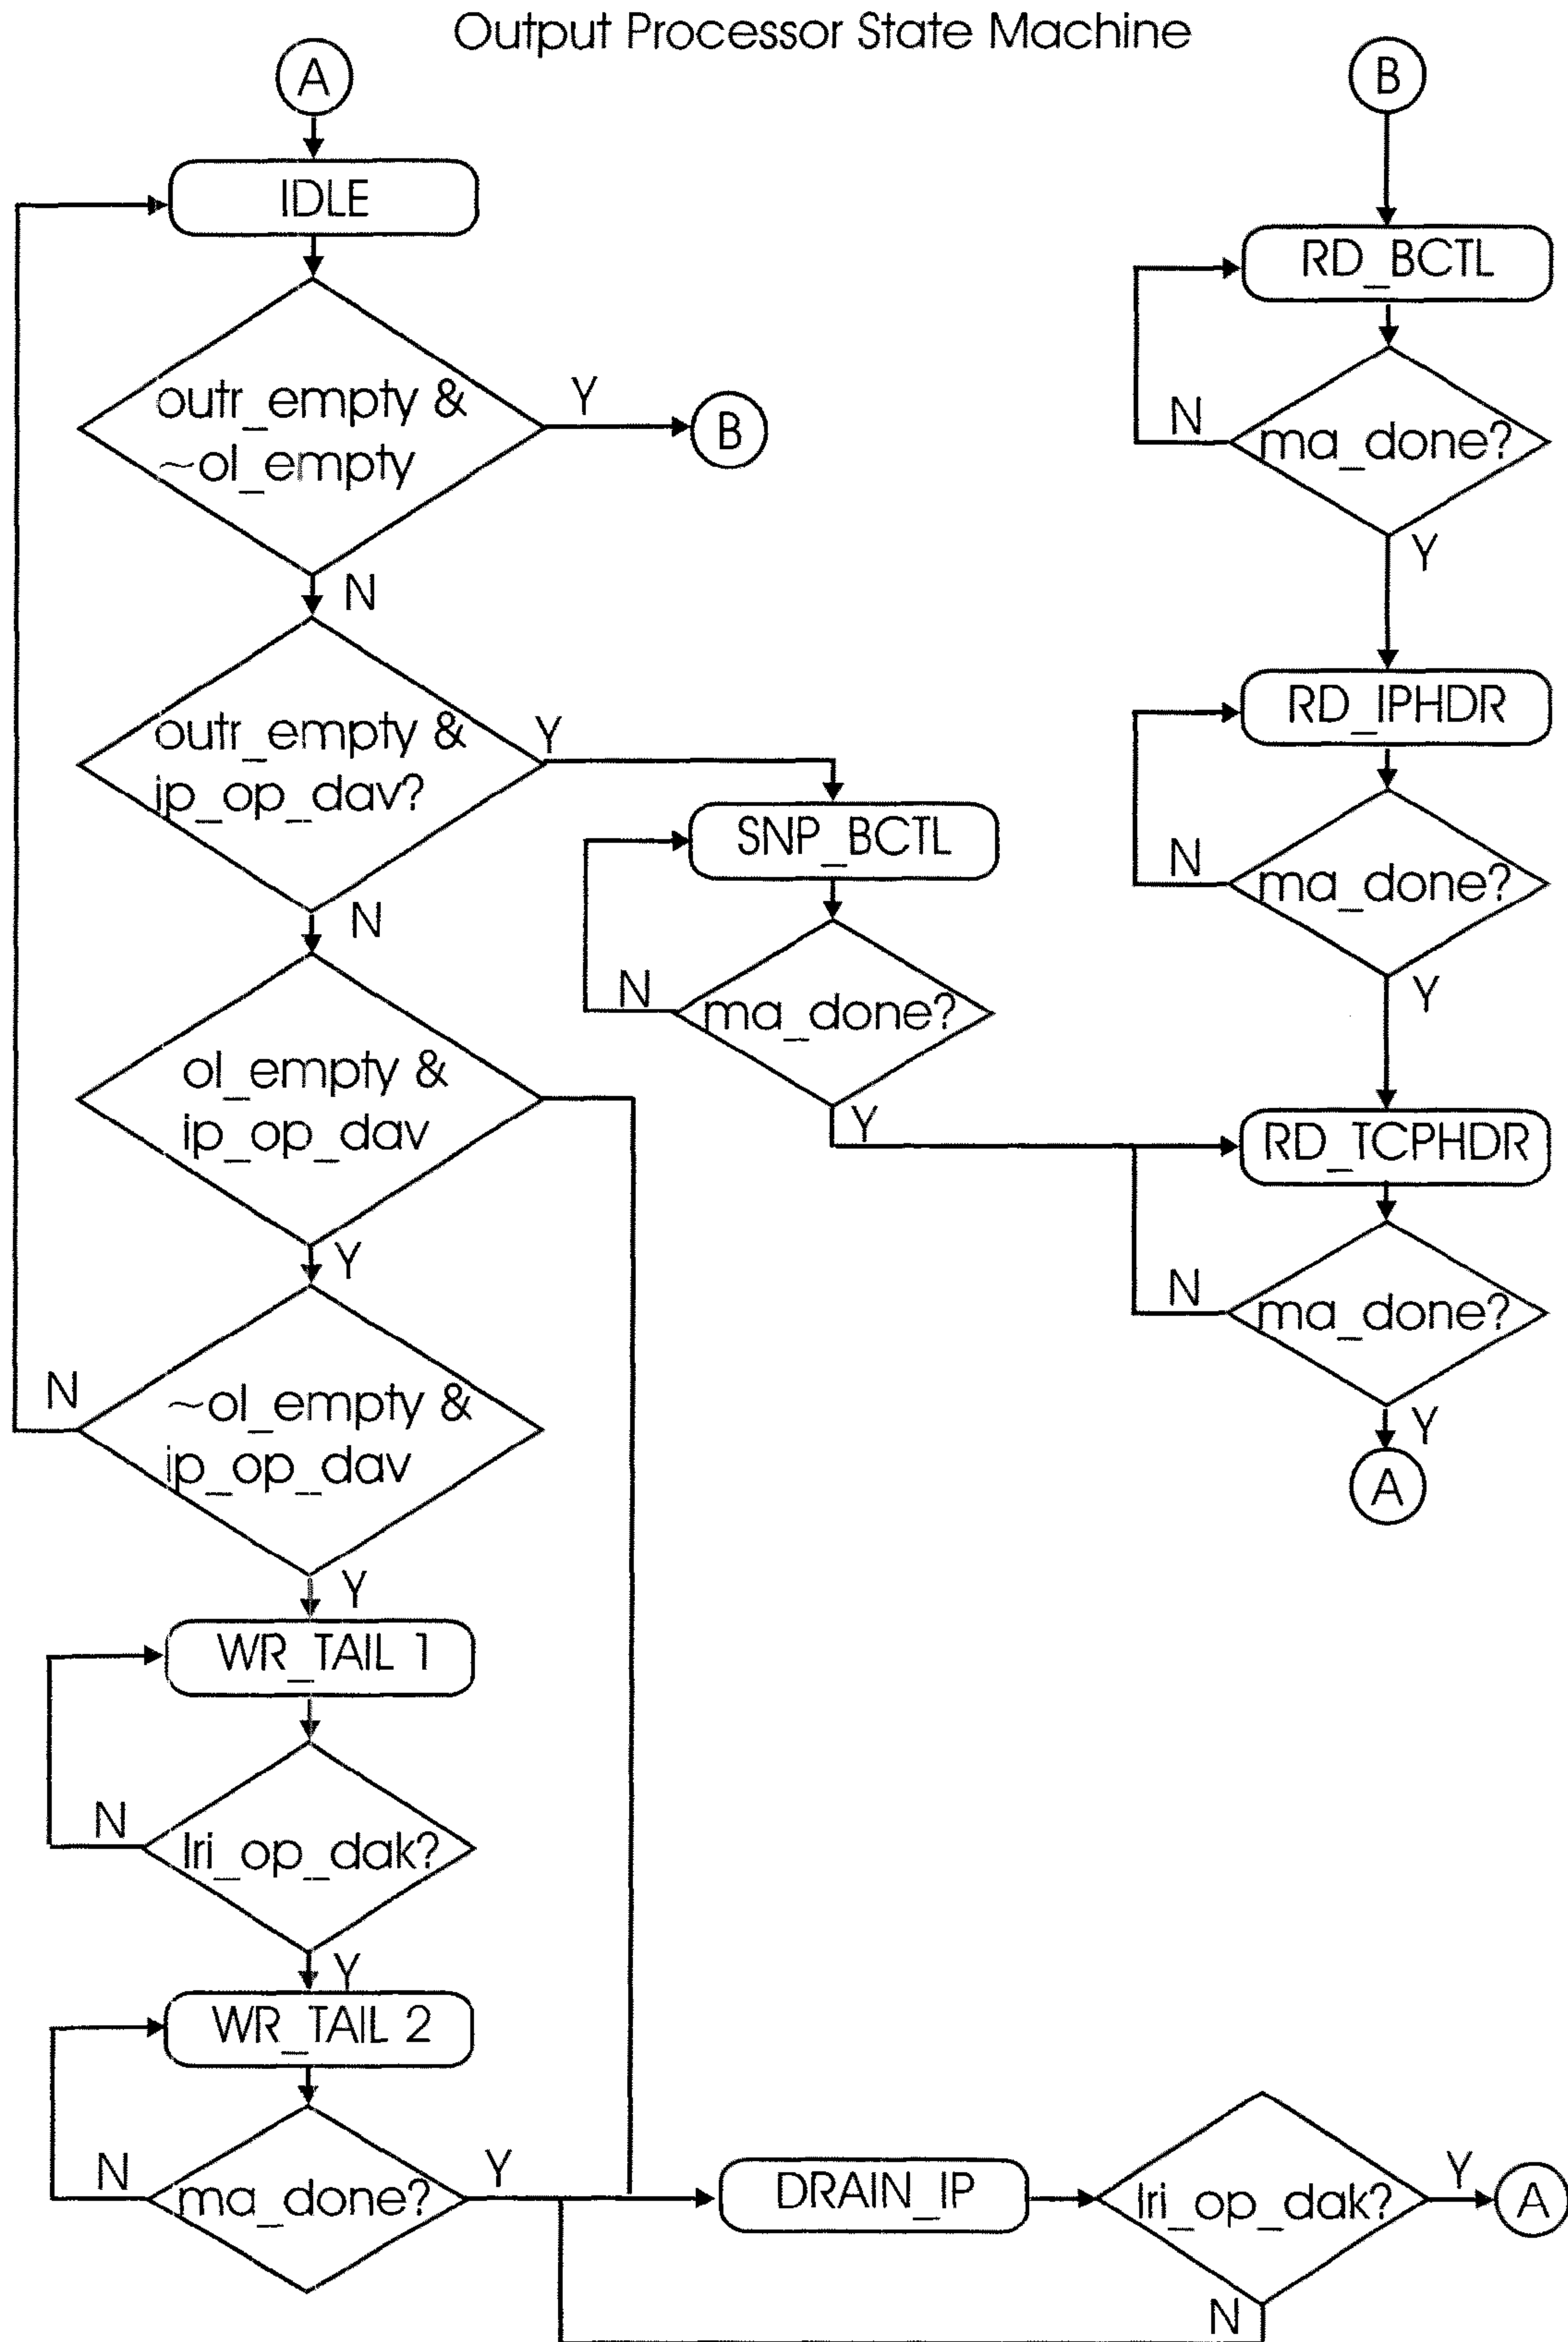 Output Processor State Machine
A
IDLE
outr_empty &
~ol_empty
Y
B
N
outr_empty &
ip_op_dav?
Y
N
SNP_BCTL
ma_done?
N
Y
ol_empty &
ip_op_dav
Y
~ol_empty &
ip_op_dav
N
Y
WR_TAIL 1
lri_op_dak?
N
Y
WR_TAIL 2
ma_done?
N
Y
DRAIN_IP
lri_op_dak?
Y
A
N
B
RD_BCTL
ma_done?
N
Y
RD_IPHDR
ma_done?
N
Y
RD_TCPHDR
ma_done?
N
Y
A